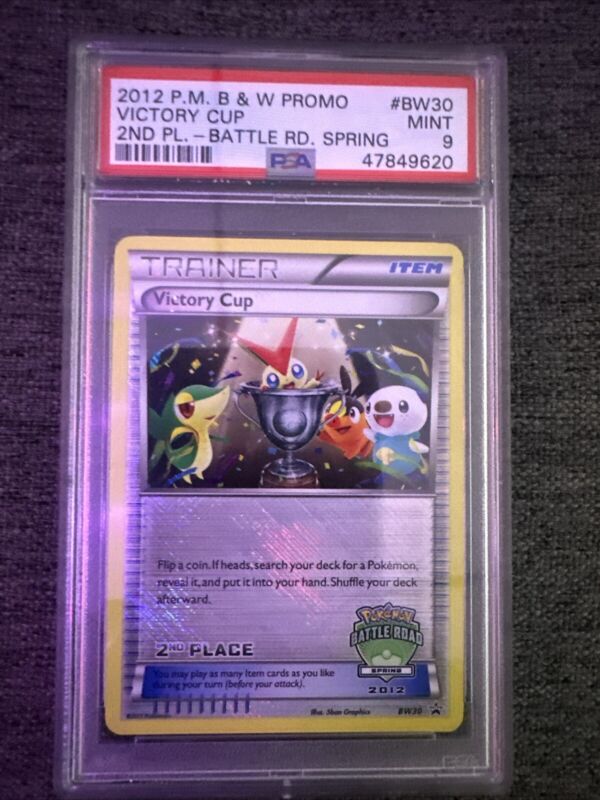 2012 P.M. B & W PROMO #BW30
VICTORY CUP MINT
2ND PL. - BATTLE RD. SPRING 9
PSA 47849620
TRAINER ITEM
Victory Cup
Flip a coin. If heads, search your deck for a Pokémon,
reveal it, and put it into your hand. Shuffle your deck
afterward.
POKÉMON
BATTLE ROAD
SPRING
2012
2ND PLACE
You may play as many Item cards as you like
during your turn (before your attack).
Illus. Sban Graphics BW30